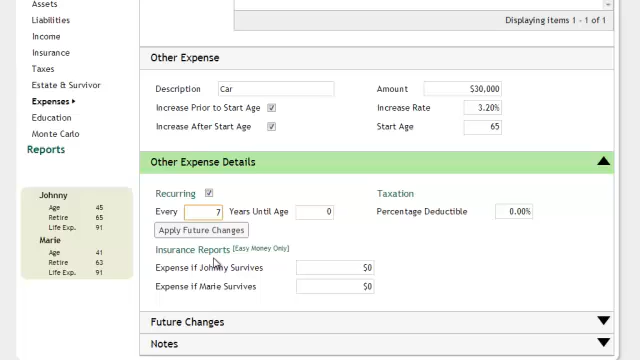 Assets
Liabilities
Income
Insurance
Taxes
Estate & Survivor
Expenses
Education
Monte Carlo
Reports
Johnny
Age 45
Retire 65
Life Exp. 91
Marie
Age 41
Retire 63
Life Exp. 91
Displaying items 1 - 1 of 1
Other Expense
Description Car Amount $30,000
Increase Prior to Start Age Increase Rate 3.20%
Increase After Start Age Start Age 65
Other Expense Details
Recurring Taxation
Every 7 Years Until Age 0 Percentage Deductible 0.00%
Apply Future Changes
Insurance Reports [Easy Money Only]
Expense if Johnny Survives $0
Expense if Marie Survives $0
Future Changes
Notes